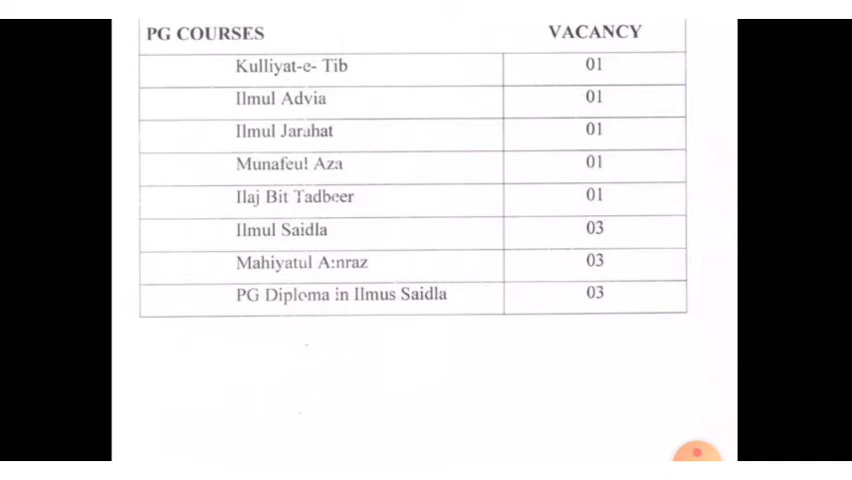 PG COURSES VACANCY
Kulliyat-e- Tib 01
Ilmul Advia 01
Ilmul Jarahat 01
Munafeul Aza 01
Ilaj Bit Tadbeer 01
Ilmul Saidla 03
Mahiyatul Amraz 03
PG Diploma in Ilmus Saidla 03